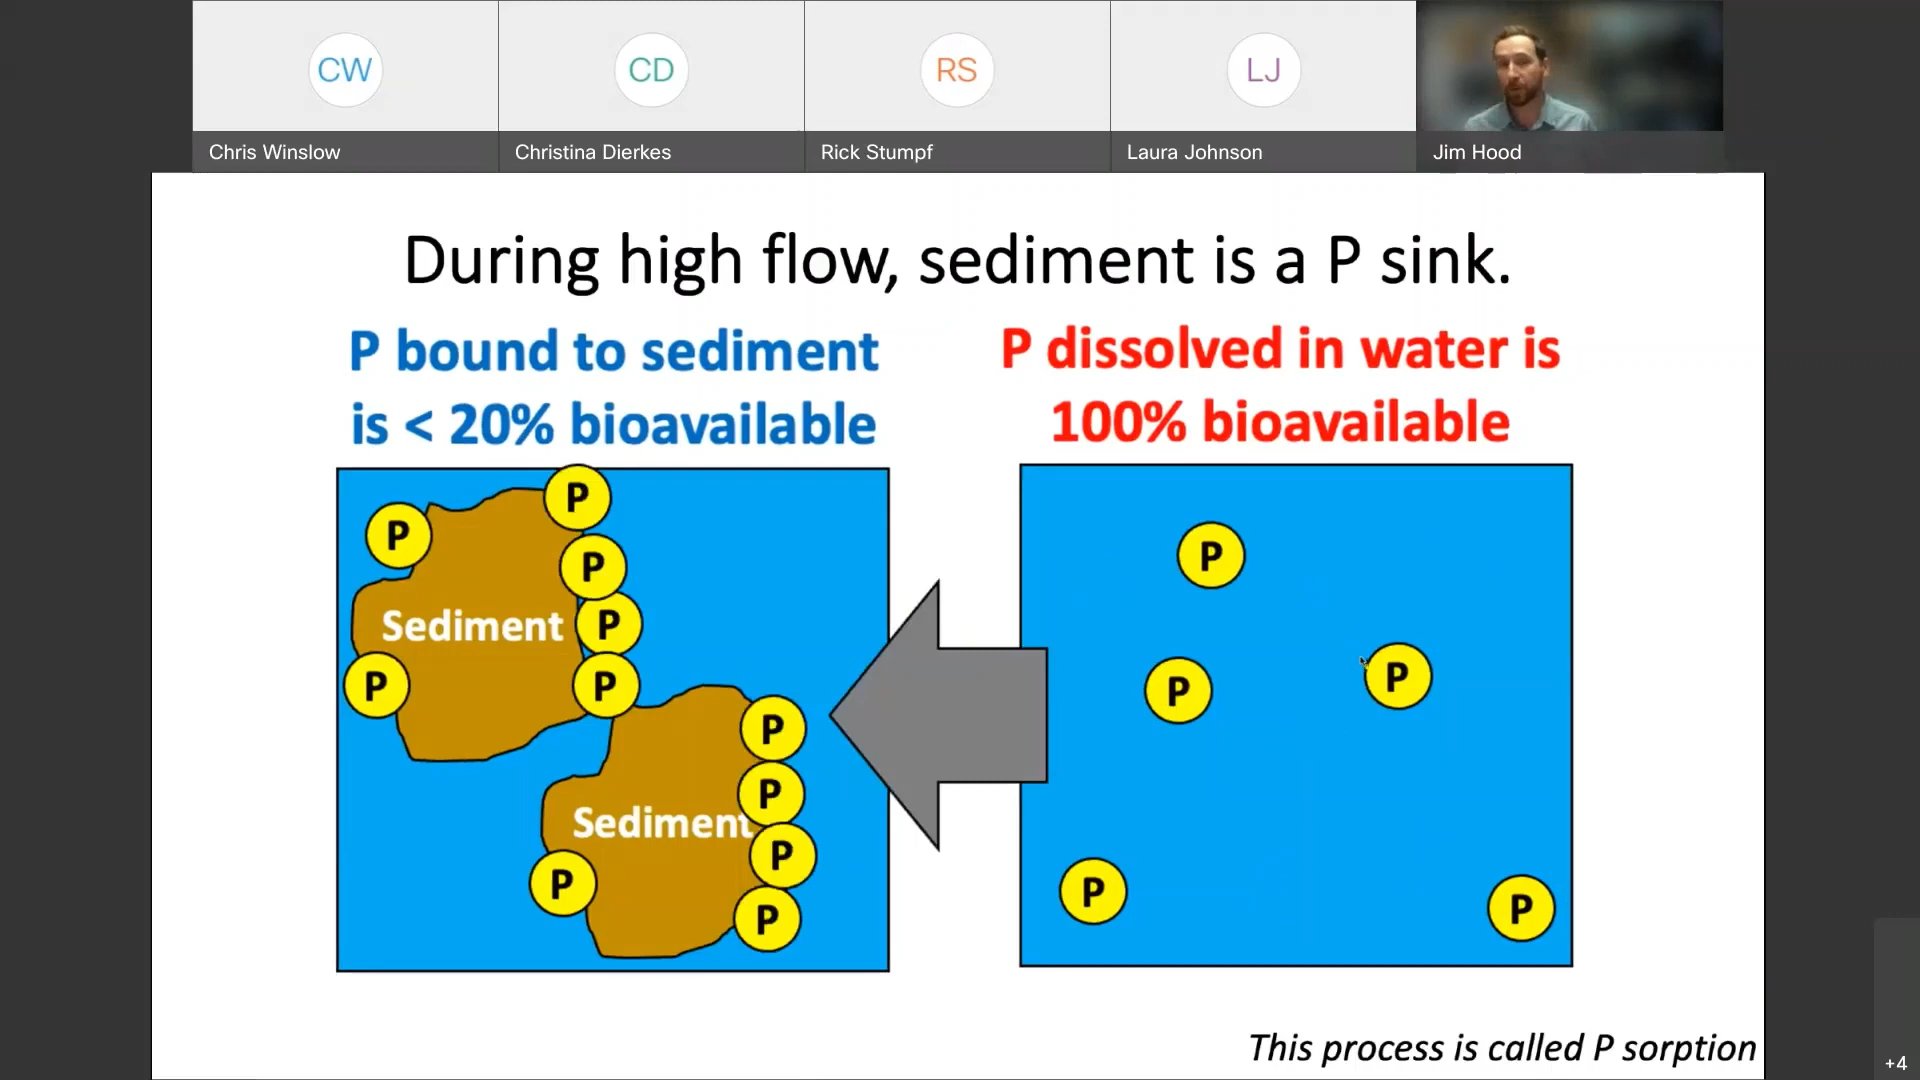 CW
CD
RS
LJ
Chris Winslow
Christina Dierkes
Rick Stumpf
Laura Johnson
Jim Hood
During high flow, sediment is a P sink.
P bound to sediment
is < 20% bioavailable
P dissolved in water is
100% bioavailable
P
P
P
Sediment
P
P
P
P
P
Sediment
P
P
P
P
P
P
P
P
P
This process is called P sorption
+4